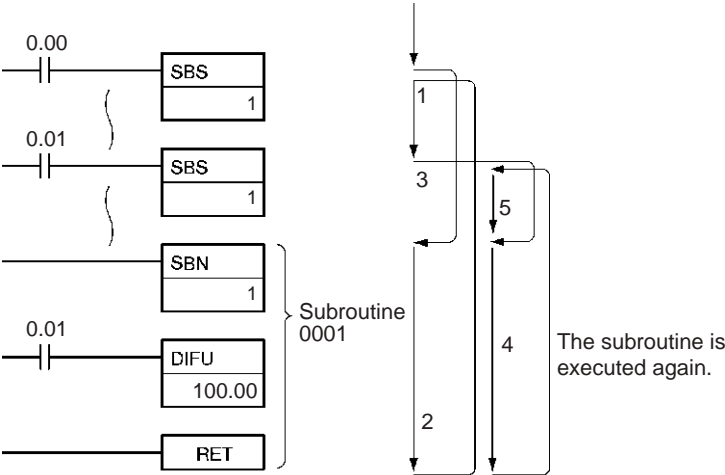 0.00
SBS
1
0.01
SBS
1
SBN
1
0.01
DIFU
100.00
RET
Subroutine
0001
1
3
5
4
2
The subroutine is
executed again.